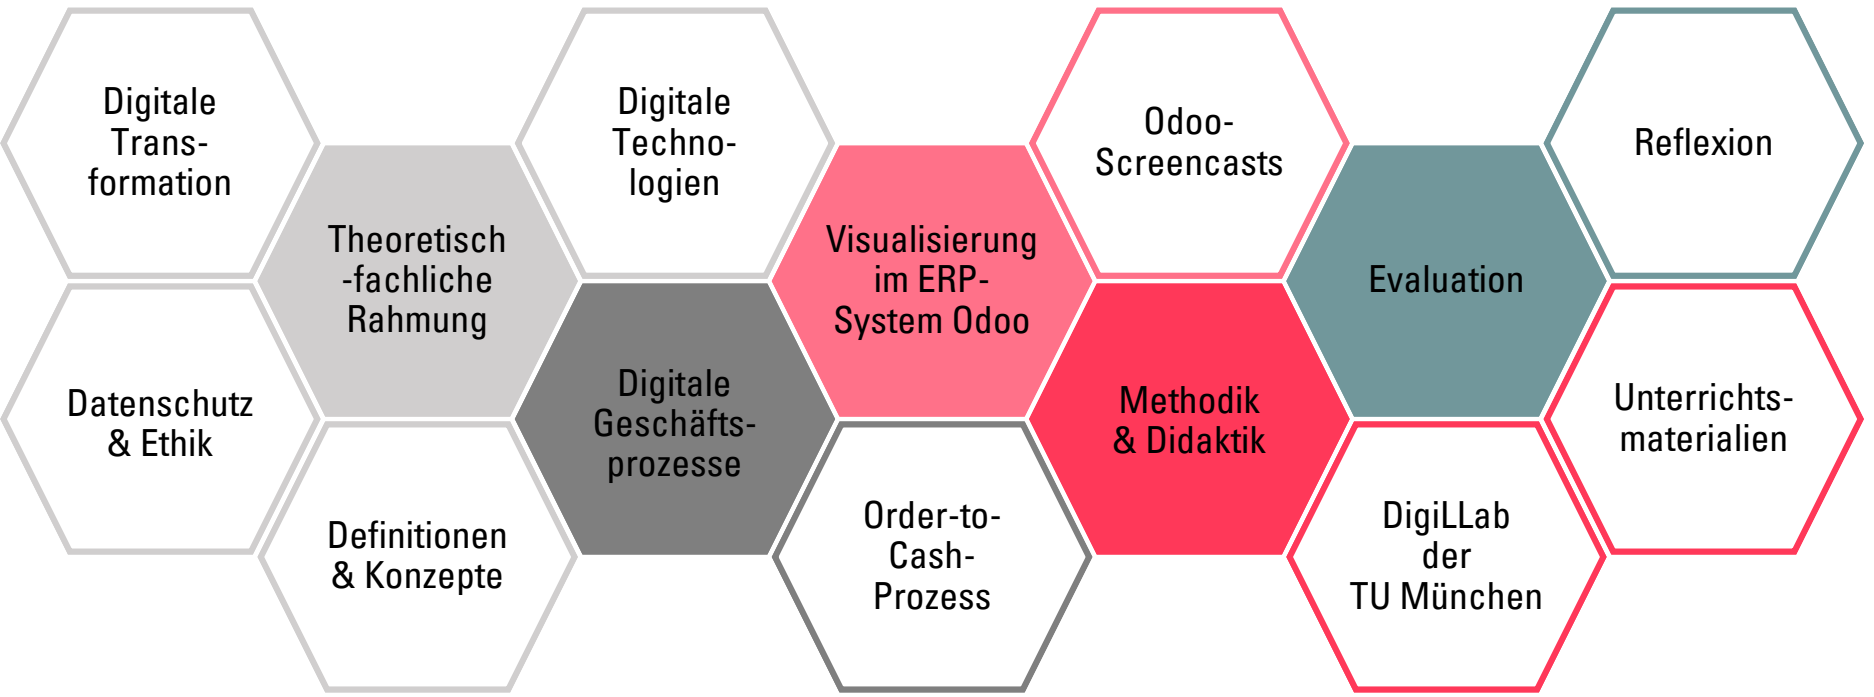 Digitale
Trans-
formation
Datenschutz
& Ethik
Theoretisch
-fachliche
Rahmung
Definitionen
& Konzepte
Digitale
Techno-
logien
Digitale
Geschäfts-
prozesse
Visualisierung
im ERP-
System Odoo
Order-to-
Cash-
Prozess
Odoo-
Screencasts
Methodik
& Didaktik
Evaluation
DigiLLab
der
TU München
Reflexion
Unterrichts-
materialien